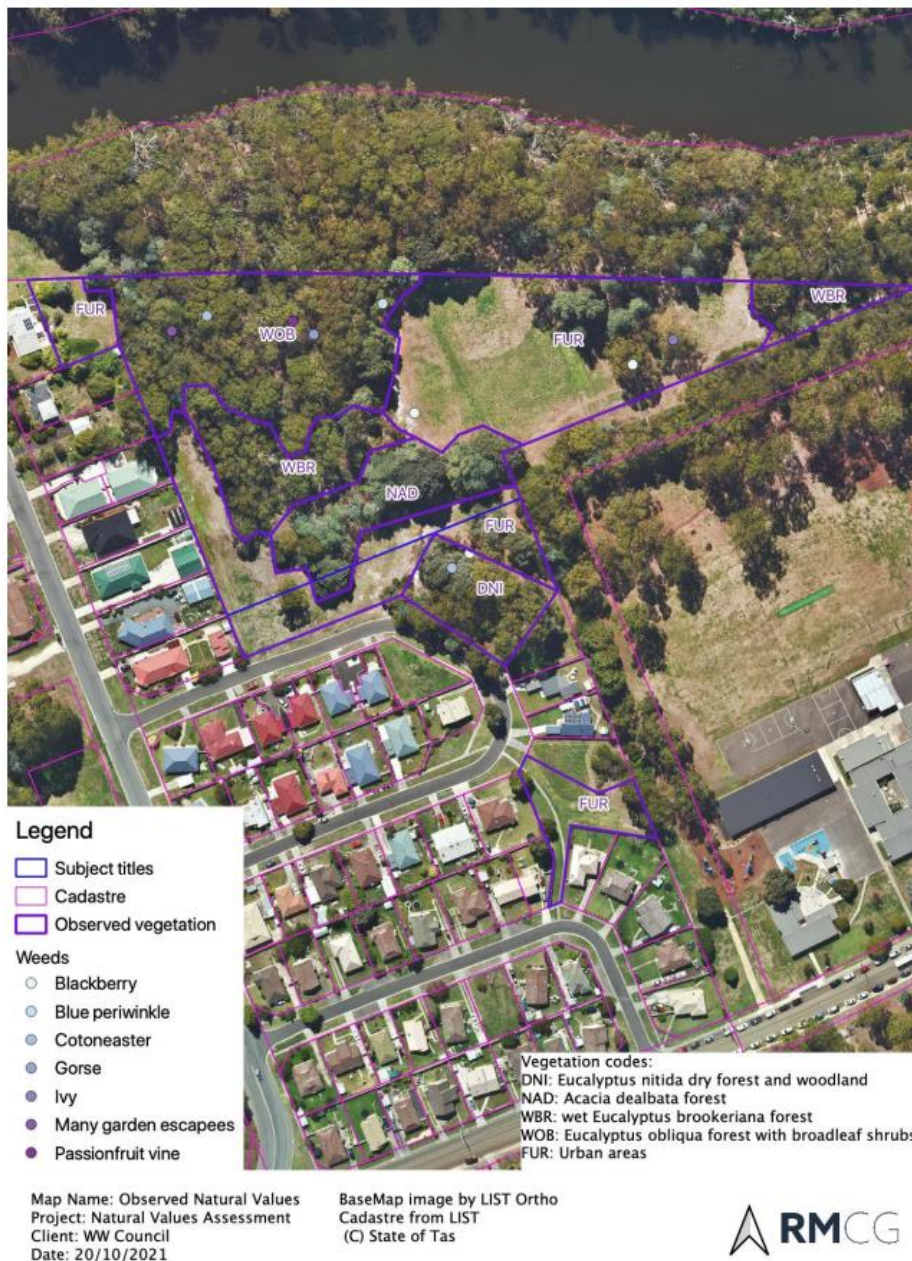 FUR
WOB
FUR
WBR
WBR
NAD
FUR
DNI
FUR
Legend
Subject titles
Cadastre
Observed vegetation
Weeds
Blackberry
Blue periwinkle
Cotoneaster
Gorse
Ivy
Many garden escapees
Passionfruit vine
Vegetation codes:
DNI: Eucalyptus nitida dry forest and woodland
NAD: Acacia dealbata forest
WBR: wet Eucalyptus brookeriana forest
WOB: Eucalyptus obliqua forest with broadleaf shrubs
FUR: Urban areas
Map Name: Observed Natural Values
Project: Natural Values Assessment
Client: WW Council
Date: 20/10/2021
BaseMap image by LIST Ortho
Cadastre from LIST
(C) State of Tas
RMCG